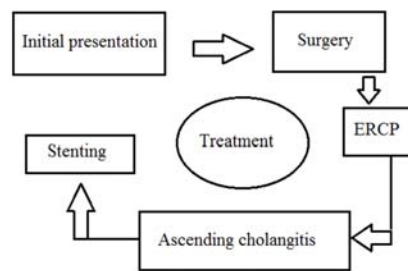 Initial presentation
Surgery
ERCP
Treatment
Stenting
Ascending cholangitis